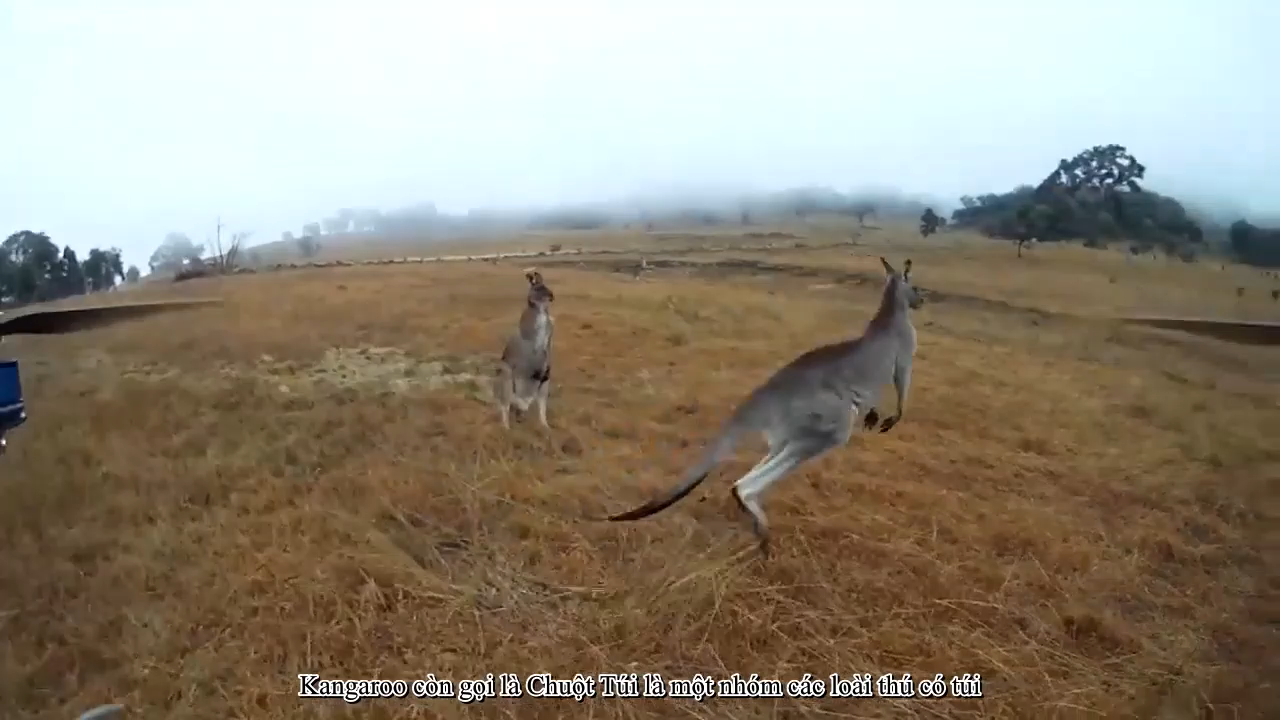 Kangaroo còn gọi là Chuột Túi là một nhóm các loài thú có túi